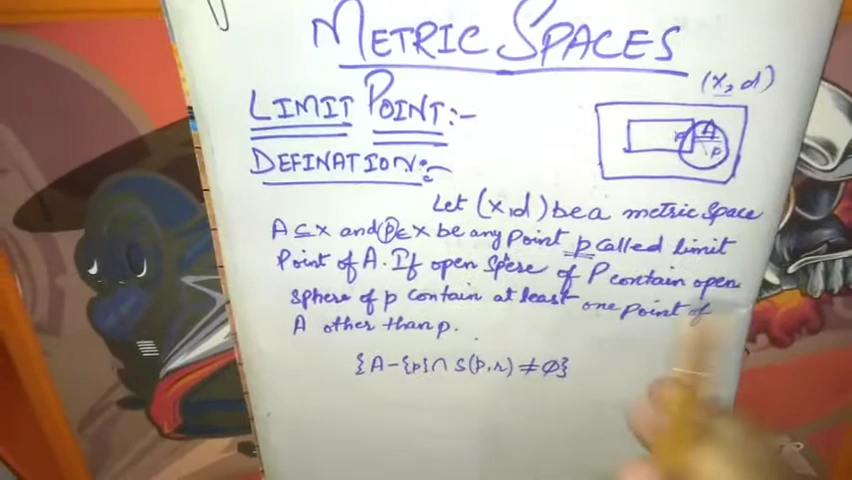 METRIC SPACES
(X, d)
LIMIT POINT:-
A
P
P
DEFINATION:-
Let (X,d) be a metric space
A ⊆ X and P ∈ X be any point p called limit
Point of A. If open Spere of P contain open
sphere of p contain at least one point of
A other than p.
{A-{p}∩ S(p,r) ≠ ∅}